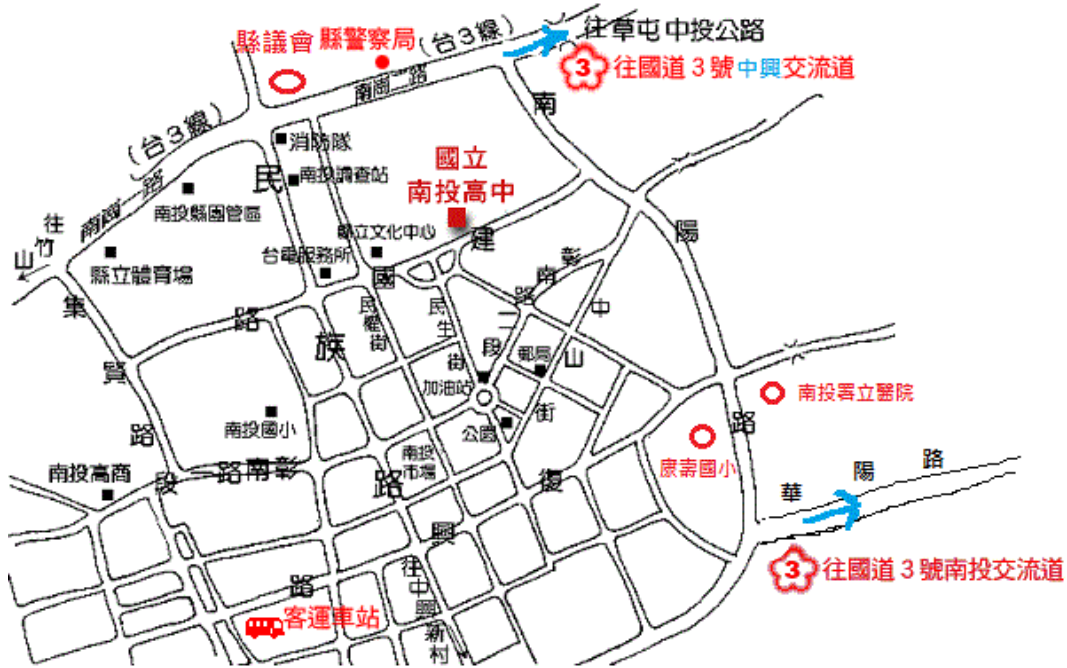 縣議會
縣警察局
(台3線)
往草屯中投公路
3 往國道3號中興交流道
南崗二路
南
(台3線)
消防隊
民
南投調查站
國立
南投高中
南崗一路
南投縣團管區
往竹山
縣立體育場
縣立文化中心
台電服務所
建
國
路
陽
彰
南
路
二
段
中
山
街
集
賢
路
族
民權街
民生街
郵局
加油站
南投署立醫院
南投國小
公園
路
康壽國小
南投高商
段一路南彰
南投
市場
路
復
華陽路
興
路
往中興新村
3 往國道3號南投交流道
客運車站